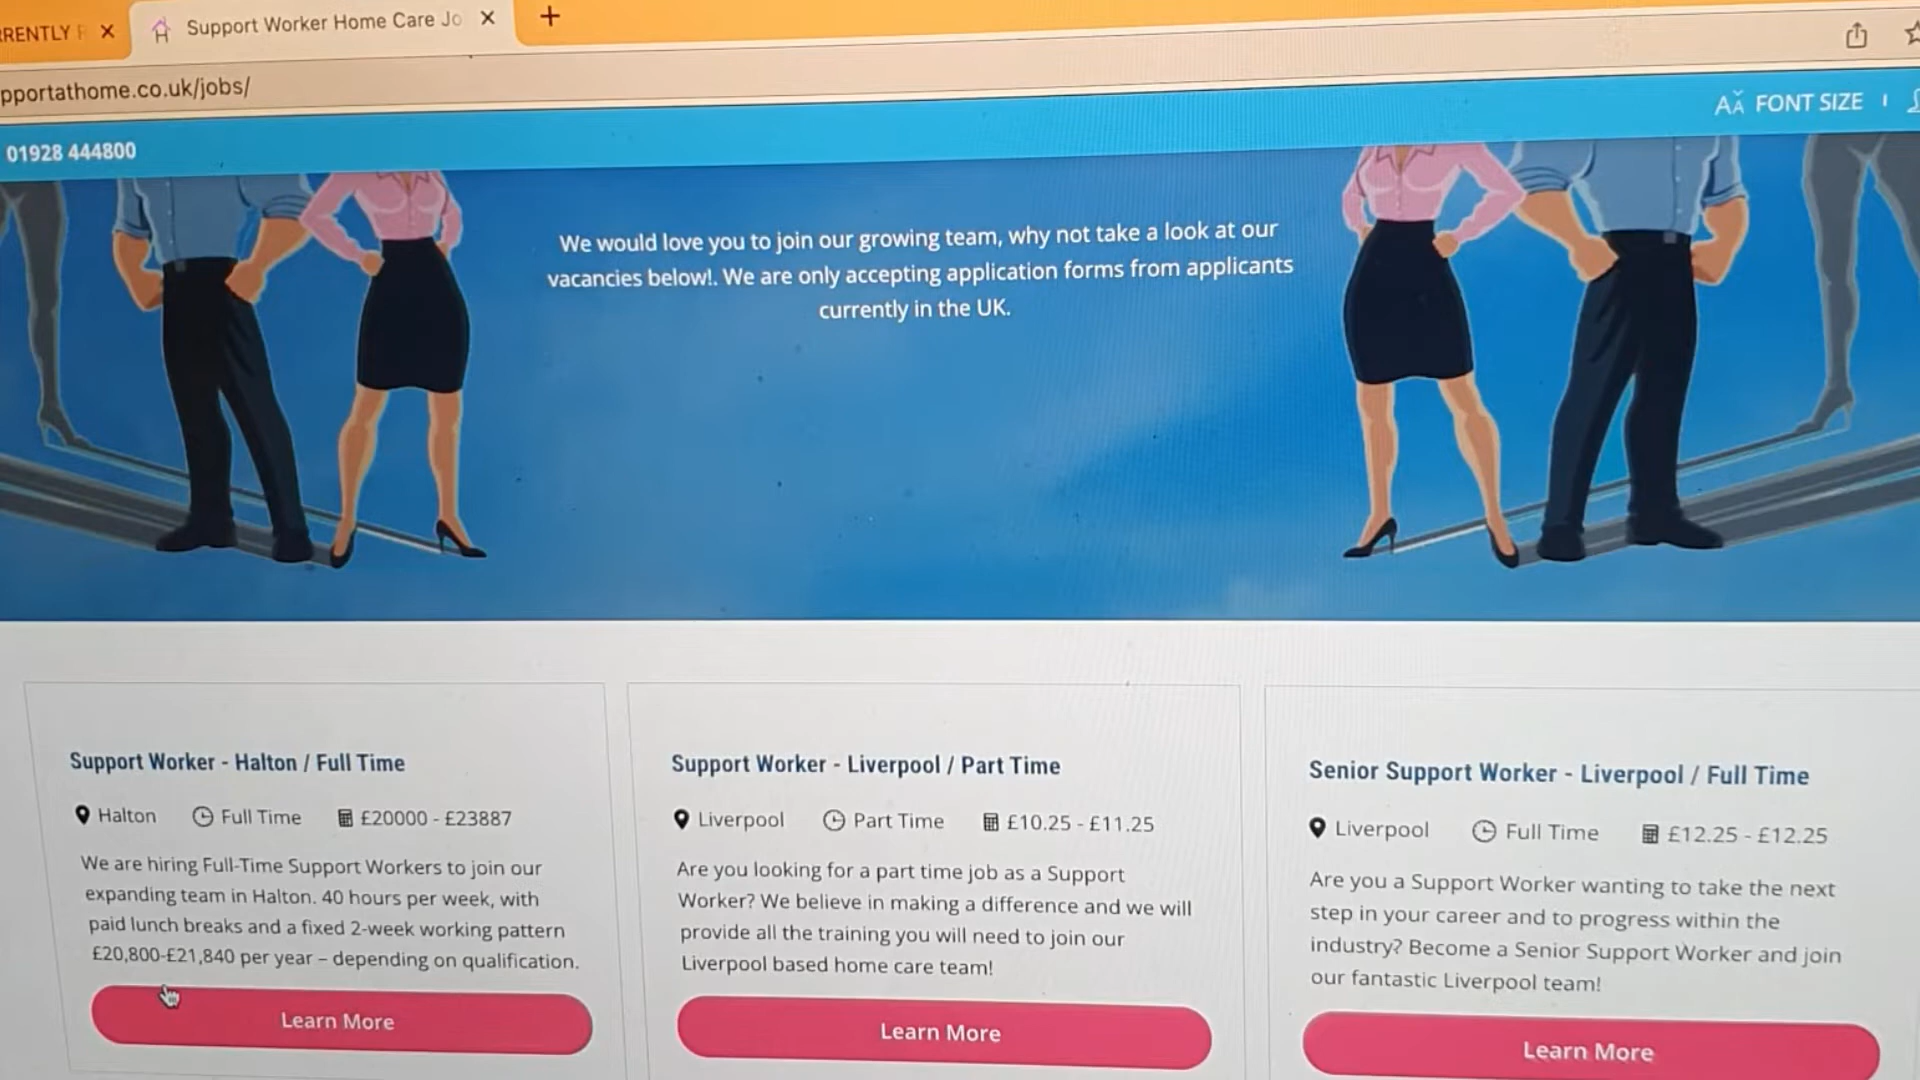 RENTLY
Support Worker Home Care Jo
pportathome.co.uk/jobs/
FONT SIZE
01928 444800
We would love you to join our growing team, why not take a look at our
vacancies below!. We are only accepting application forms from applicants
currently in the UK.
Support Worker - Halton / Full Time
Halton Full Time £20000 - £23887
We are hiring Full-Time Support Workers to join our
expanding team in Halton. 40 hours per week, with
paid lunch breaks and a fixed 2-week working pattern
£20,800-£21,840 per year – depending on qualification.
Learn More
Support Worker - Liverpool / Part Time
Liverpool Part Time £10.25 - £11.25
Are you looking for a part time job as a Support
Worker? We believe in making a difference and we will
provide all the training you will need to join our
Liverpool based home care team!
Learn More
Senior Support Worker - Liverpool / Full Time
Liverpool Full Time £12.25 - £12.25
Are you a Support Worker wanting to take the next
step in your career and to progress within the
industry? Become a Senior Support Worker and join
our fantastic Liverpool team!
Learn More